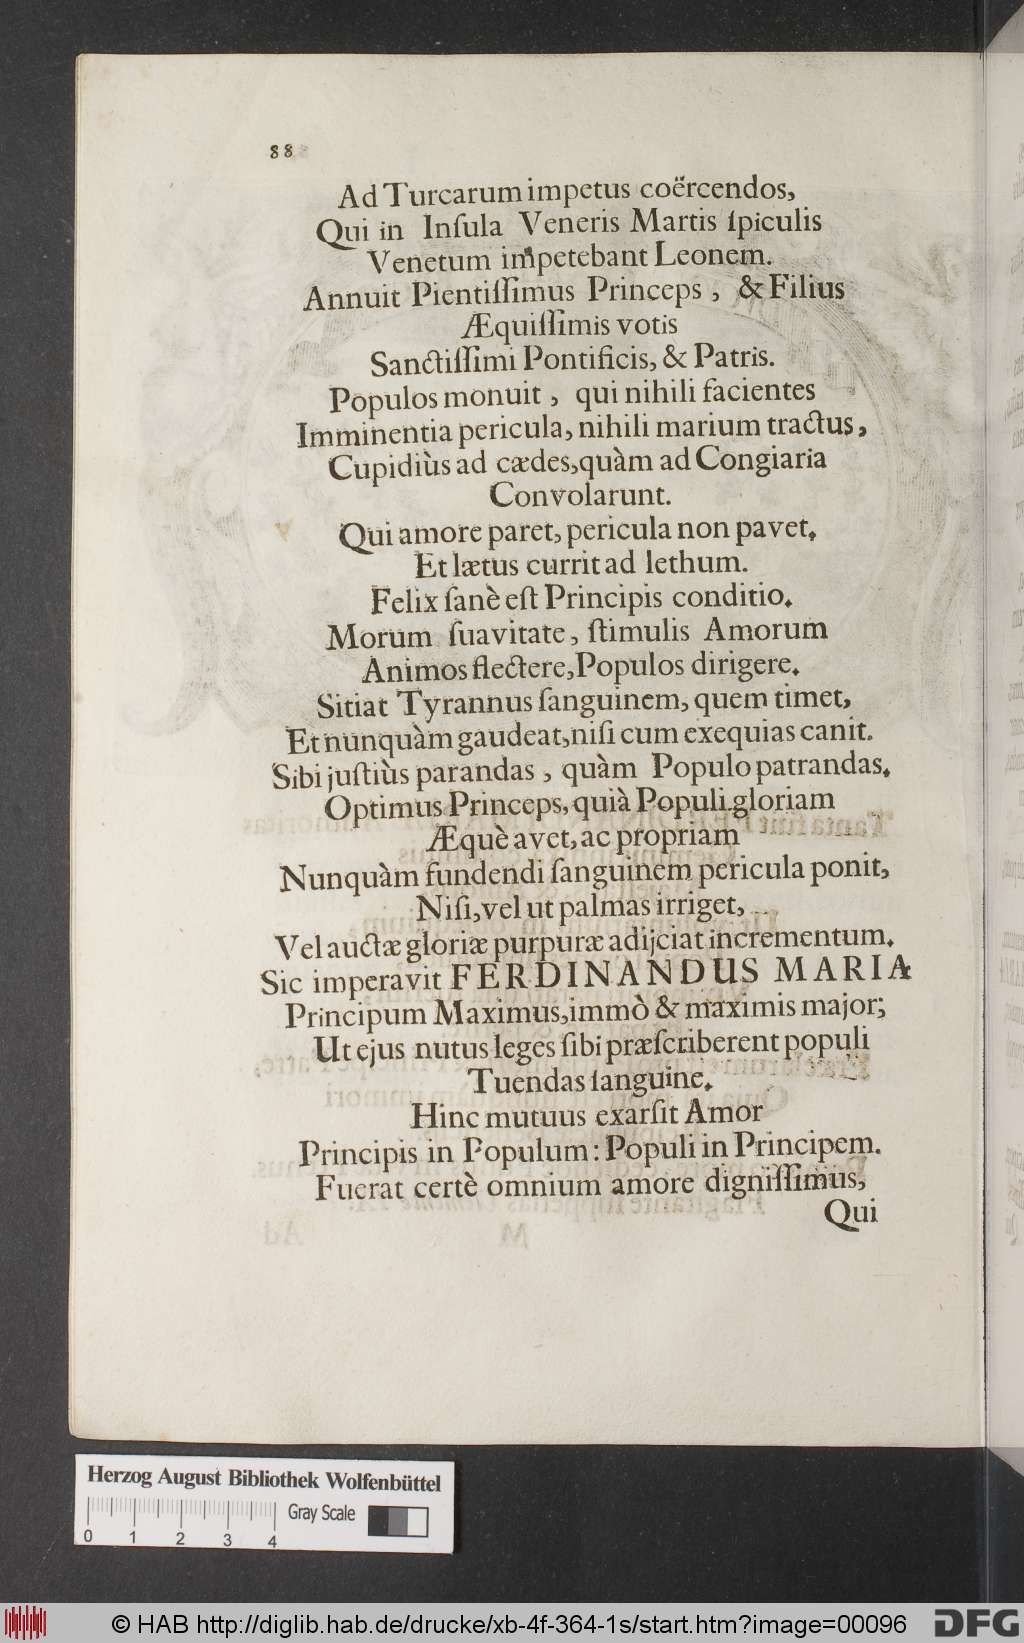 88
Ad Turcarum impetus coërcendos,
Qui in Inſula Veneris Martis ſpiculis
Venetum impetebant Leonem.
Annuit Pientiſſimus Princeps, & Filius
Æquiſſimis votis
Sanctiſſimi Pontificis, & Patris.
Populos monuit, qui nihili facientes
Imminentia pericula, nihili marium tractus,
Cupidiùs ad cædes, quàm ad Congiaria
Convolarunt.
Qui amore paret, pericula non pavet.
Et lætus currit ad lethum.
Felix ſanè eſt Principis conditio.
Morum ſuavitate, ſtimulis Amorum
Animos flectere, Populos dirigere.
Sitiat Tyrannus ſanguinem, quem timet,
Et nunquàm gaudeat, niſi cum exequias canit.
Sibi juſtiùs parandas, quàm Populo patrandas.
Optimus Princeps, quià Populi gloriam
Æquè avet, ac propriam
Nunquàm fundendi ſanguinem pericula ponit,
Niſi, vel ut palmas irriget,
Vel auctæ gloriæ purpuræ adijciat incrementum.
Sic imperavit FERDINANDUS MARIA
Principum Maximus, immò & maximis major;
Ut ejus nutus leges ſibi præſcriberent populi
Tuendas ſanguine.
Hinc mutuus exarſit Amor
Principis in Populum: Populi in Principem.
Fuerat certè omnium amore digniſſimus,
Qui
Herzog August Bibliothek Wolfenbüttel
Gray Scale
0 1 2 3 4
© HAB http://diglib.hab.de/drucke/xb-4f-364-1s/start.htm?image=00096
DFG